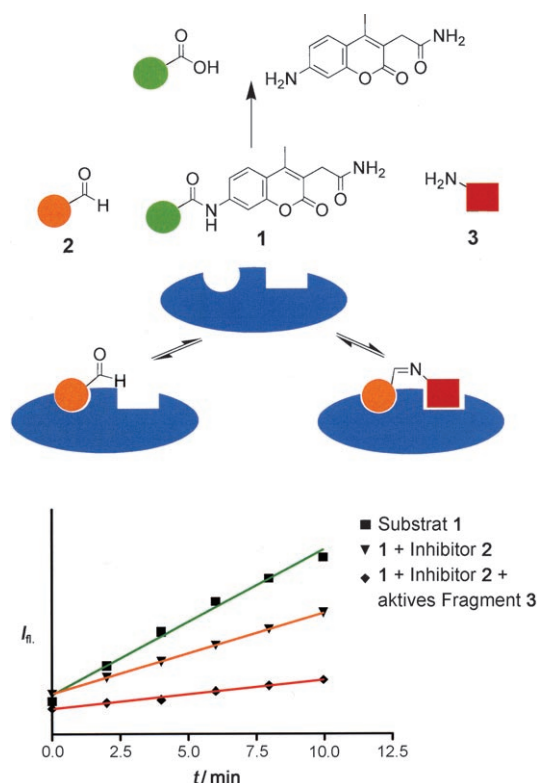 O
OH
NH₂
H₂N
O
O
O
O
NH₂
O
H₂N
O
H
N
H
O
O
O
2
1
3
O
H
N
Substrat 1
1 + Inhibitor 2
1 + Inhibitor 2 +
aktives Fragment 3
I fl.
0.0 2.5 5.0 7.5 10.0 12.5
t/ min